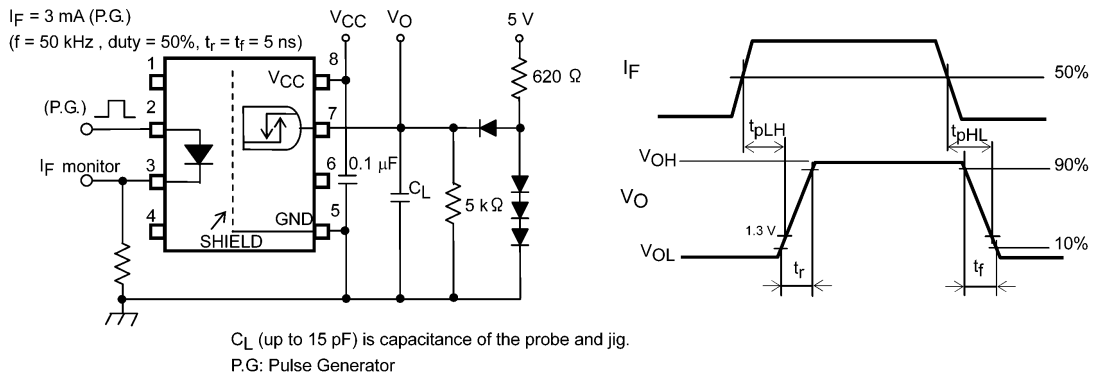 IF = 3 mA (P.G.)
(f = 50 kHz , duty = 50%, tr = tf = 5 ns)
VCC
VO
5 V
1
8
VCC
620 Ω
(P.G.)
2
7
IF monitor
3
6
0.1 μF
CL
5 kΩ
4
5
GND
SHIELD
IF
50%
tpLH
tpHL
VOH
90%
VO
1.3 V
VOL
10%
tr
tf
CL (up to 15 pF) is capacitance of the probe and jig.
P.G: Pulse Generator